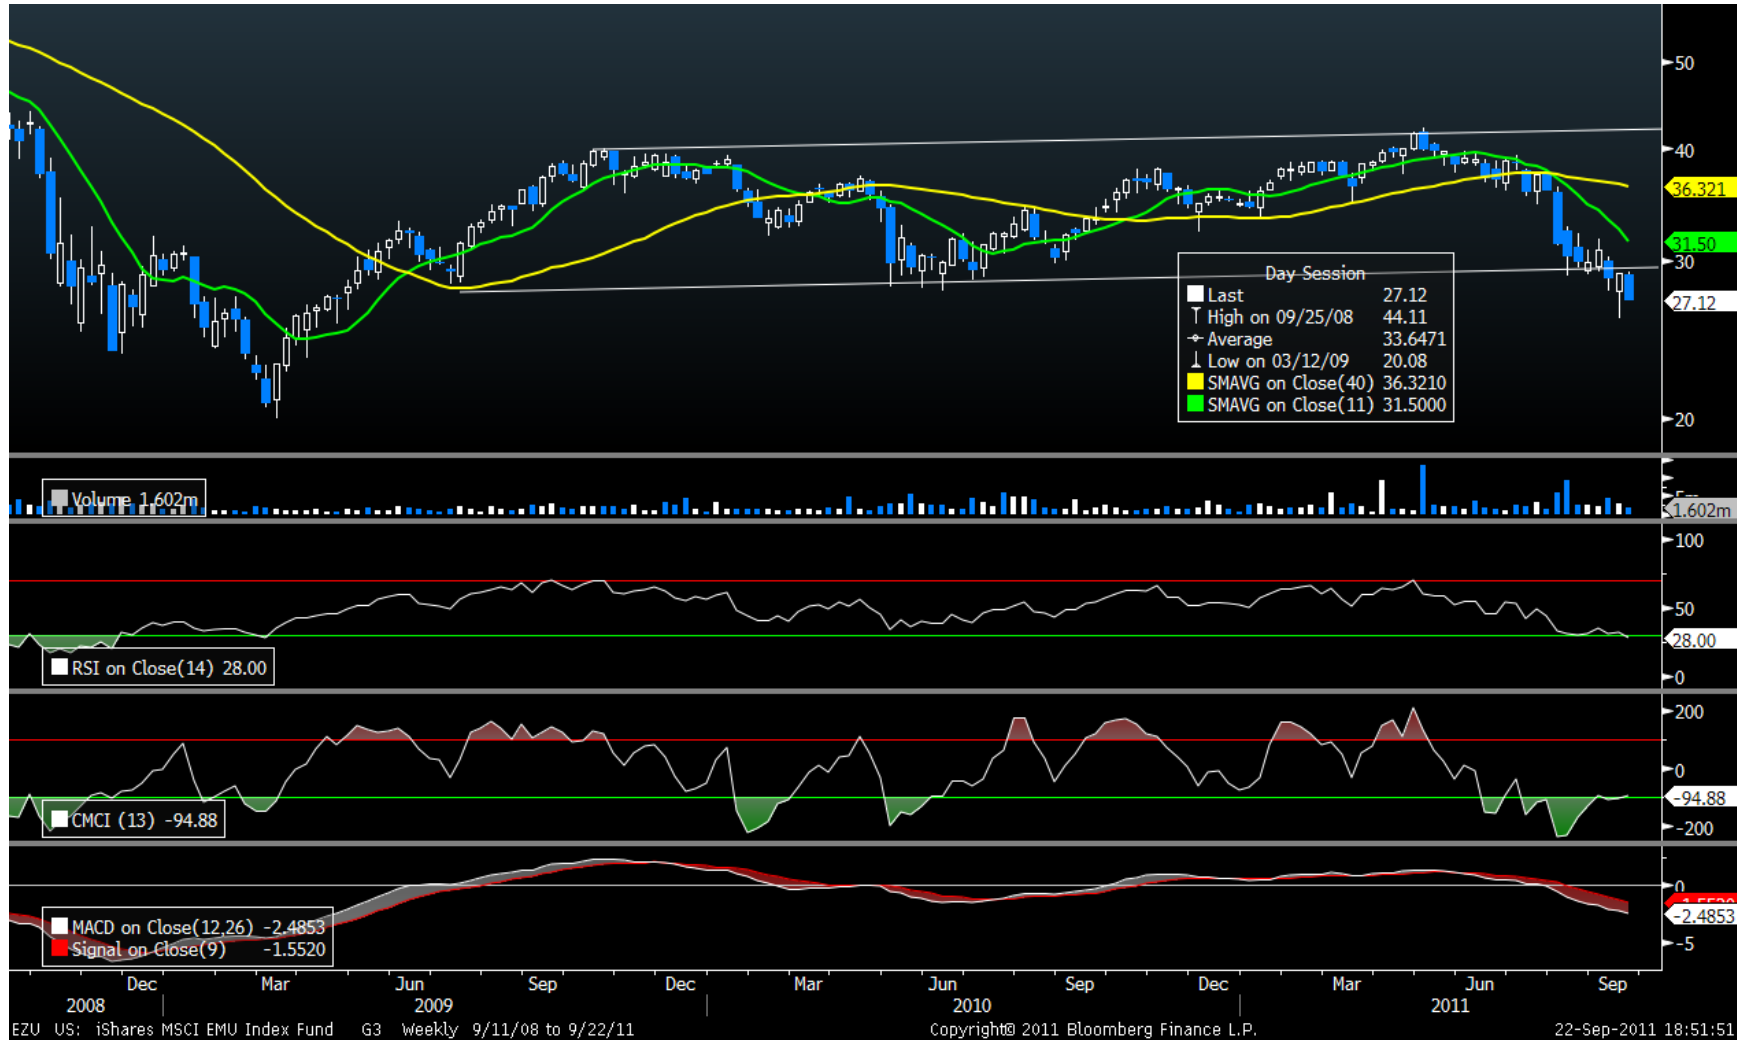 50
40
36.321
31.50
30
27.12
20
Day Session
Last 27.12
High on 09/25/08 44.11
Average 33.6471
Low on 03/12/09 20.08
SMAVG on Close(40) 36.3210
SMAVG on Close(11) 31.5000
Volume 1.602m
1.602m
100
50
28.00
0
RSI on Close(14) 28.00
200
0
-94.88
-200
CMCI (13) -94.88
0
-1.5520
-2.4853
-5
MACD on Close(12,26) -2.4853
Signal on Close(9) -1.5520
Dec Mar Jun Sep Dec Mar Jun Sep Dec Mar Jun Sep
2008 2009 2010 2011
EZU US: iShares MSCI EMU Index Fund G3 Weekly 9/11/08 to 9/22/11 Copyright© 2011 Bloomberg Finance L.P. 22-Sep-2011 18:51:51